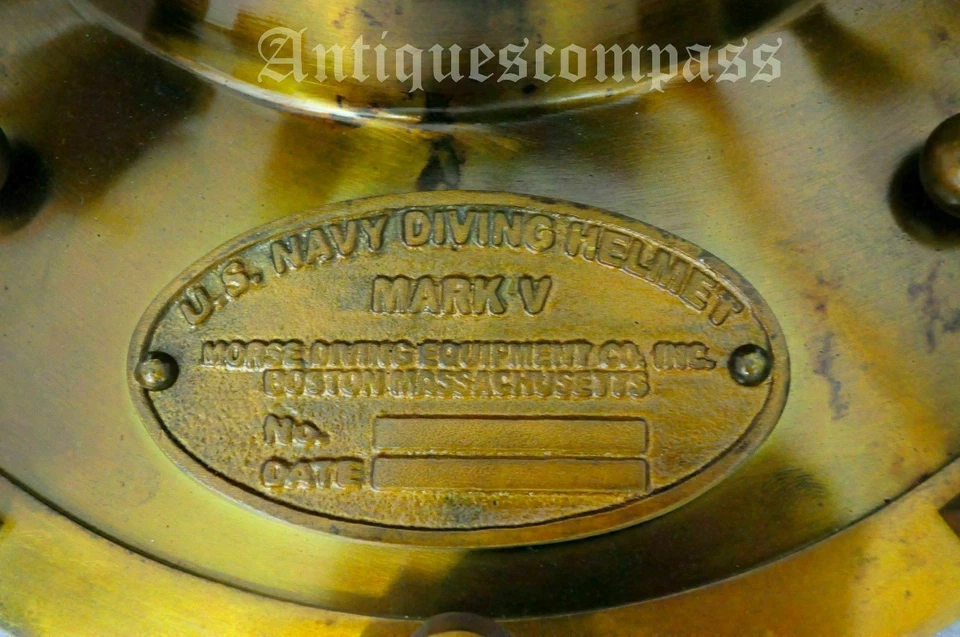 Antiquescompass
U.S. NAVY DIVING HELMET
MARK V
MORSE DIVING EQUIPMENT CO. INC.
BOSTON MASSACHUSETTS
No.
DATE